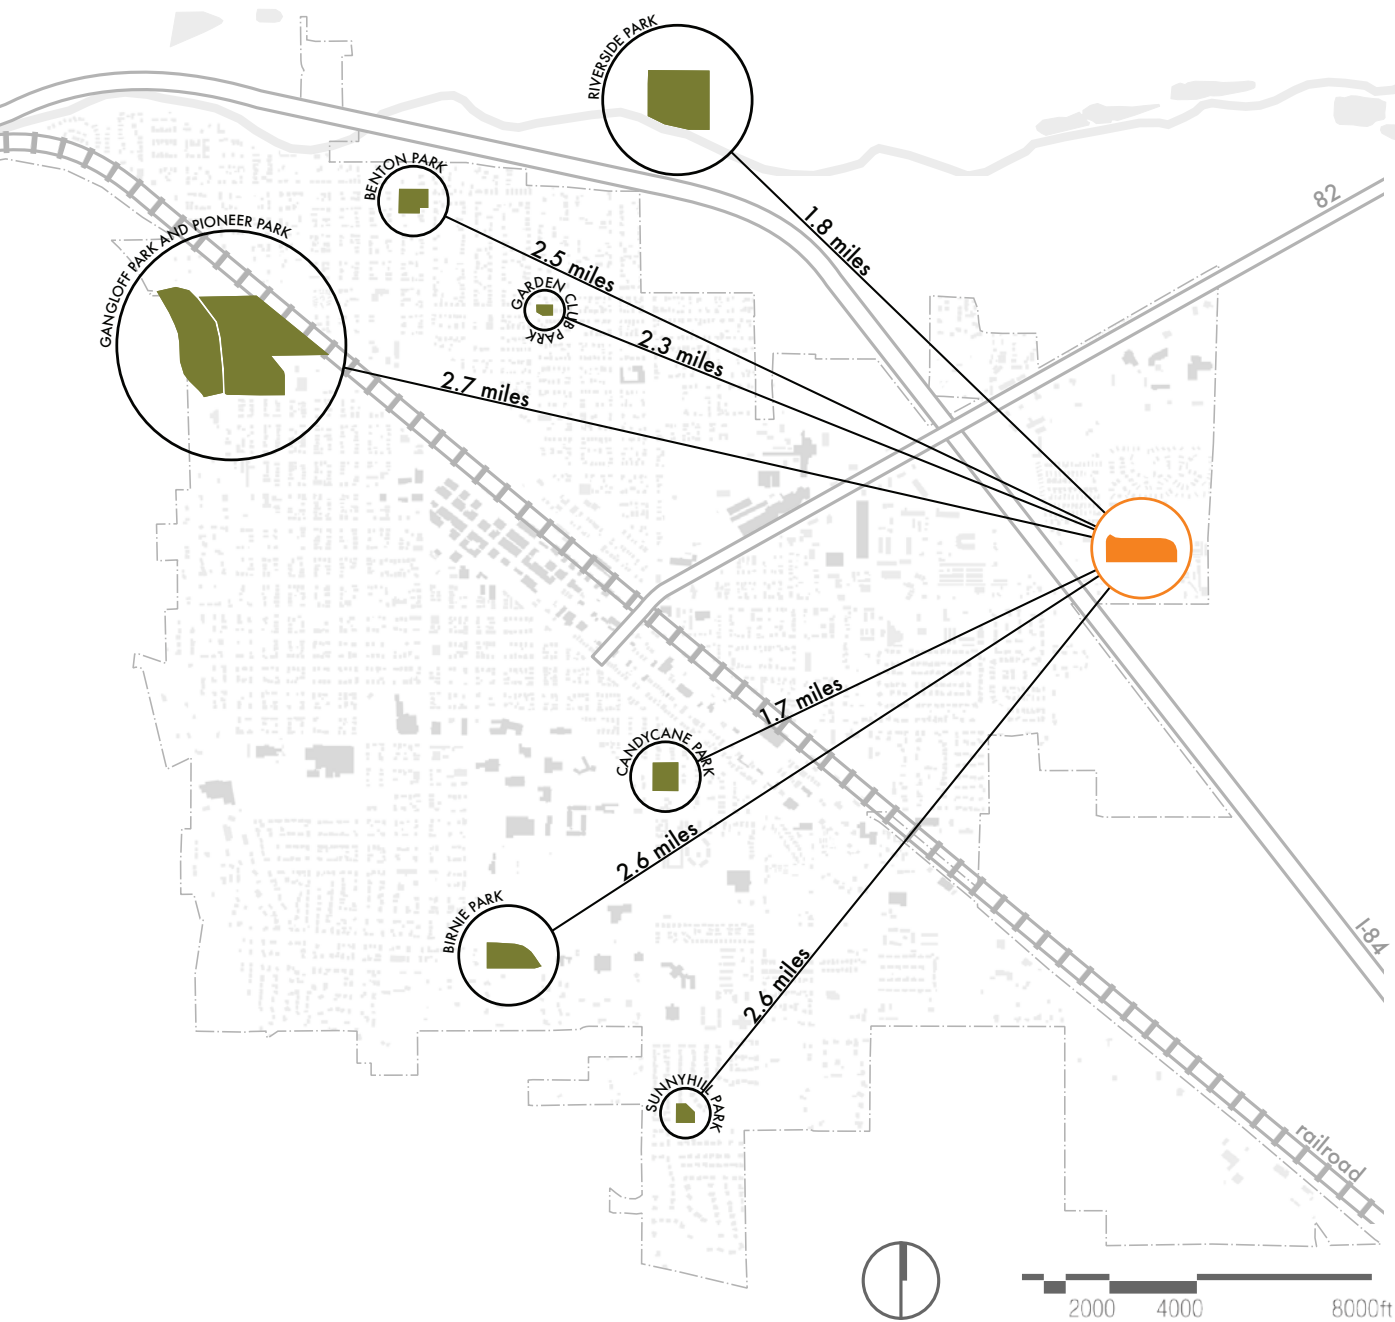 RIVERSIDE PARK
BENTON PARK
82
1.8 miles
GANGLOFF PARK AND PIONEER PARK
2.5 miles
GARDEN CLUB PARK
2.3 miles
2.7 miles
1.7 miles
CANDYCANE PARK
2.6 miles
BIRNIE PARK
I-84
2.6 miles
SUNNYHILL PARK
railroad
2000 4000 8000ft